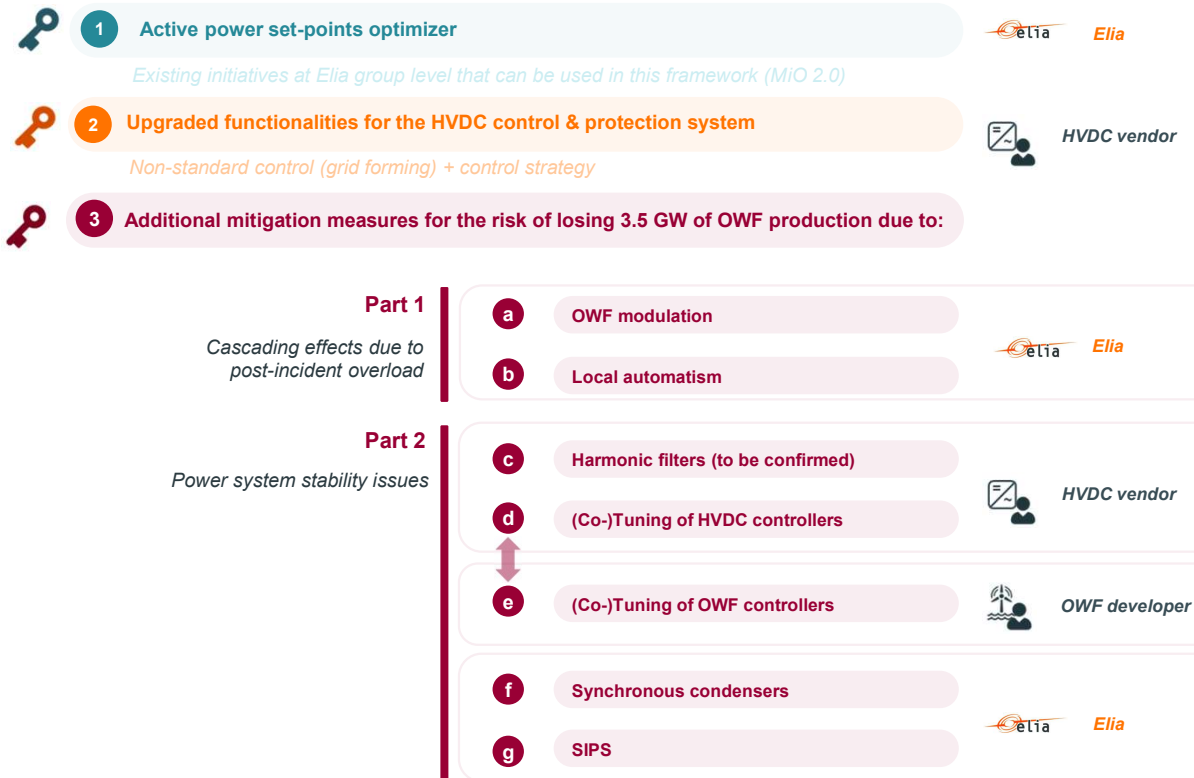 1 Active power set-points optimizer elia Elia
Existing initiatives at Elia group level that can be used in this framework (MiO 2.0)
2 Upgraded functionalities for the HVDC control & protection system HVDC vendor
Non-standard control (grid forming) + control strategy
3 Additional mitigation measures for the risk of losing 3.5 GW of OWF production due to:
Part 1
Cascading effects due to
post-incident overload
a OWF modulation
b Local automatism
elia Elia
Part 2
Power system stability issues
c Harmonic filters (to be confirmed)
d (Co-)Tuning of HVDC controllers
HVDC vendor
e (Co-)Tuning of OWF controllers OWF developer
f Synchronous condensers
g SIPS
elia Elia